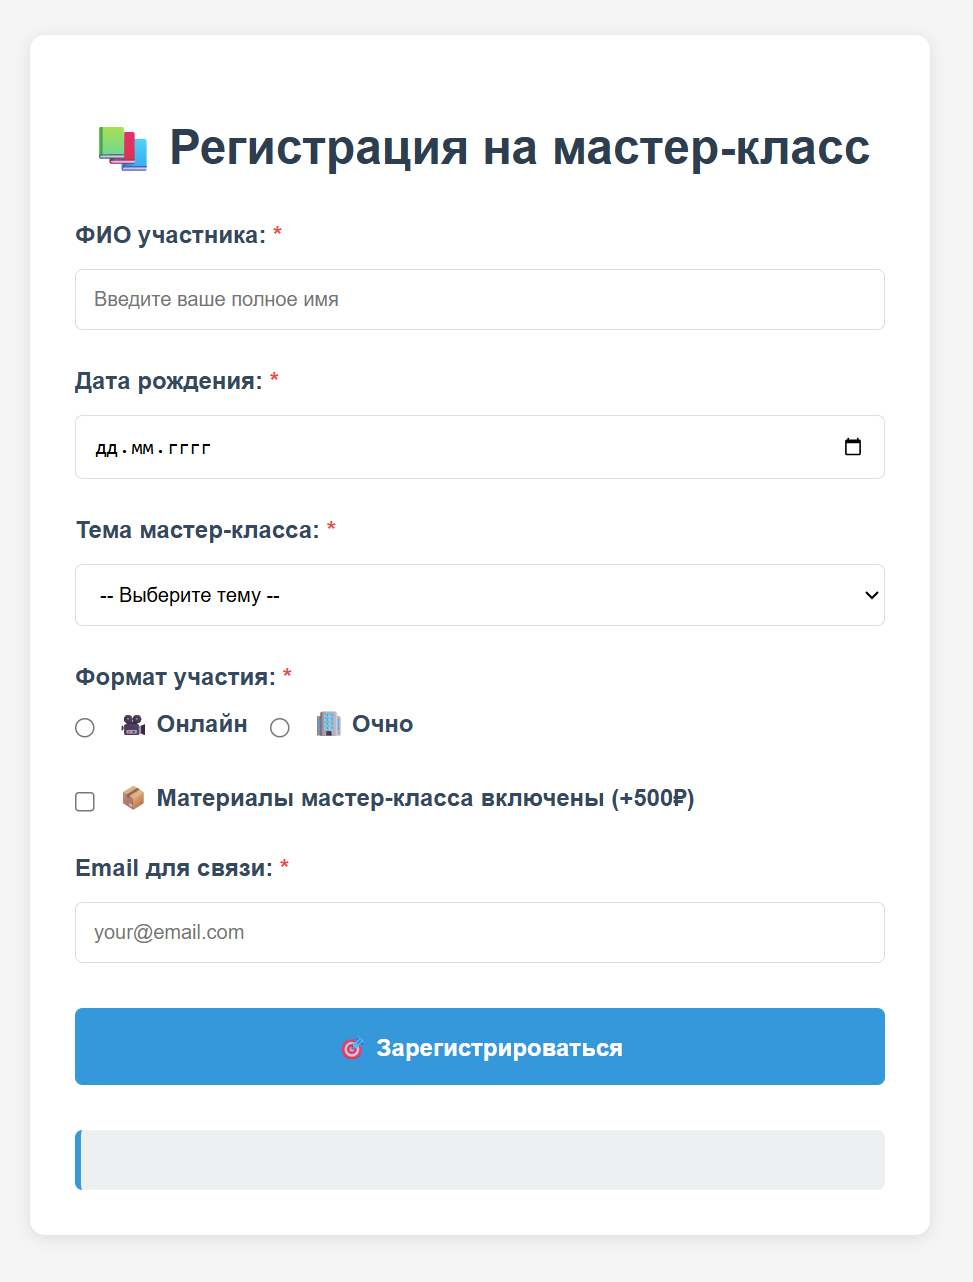 📚 Регистрация на мастер-класс
ФИО участника: *
Введите ваше полное имя
Дата рождения: *
дд.мм.гггг
Тема мастер-класса: *
-- Выберите тему --
Формат участия: *
🎥 Онлайн 🏢 Очно
📦 Материалы мастер-класса включены (+500₽)
Email для связи: *
your@email.com
🎯 Зарегистрироваться